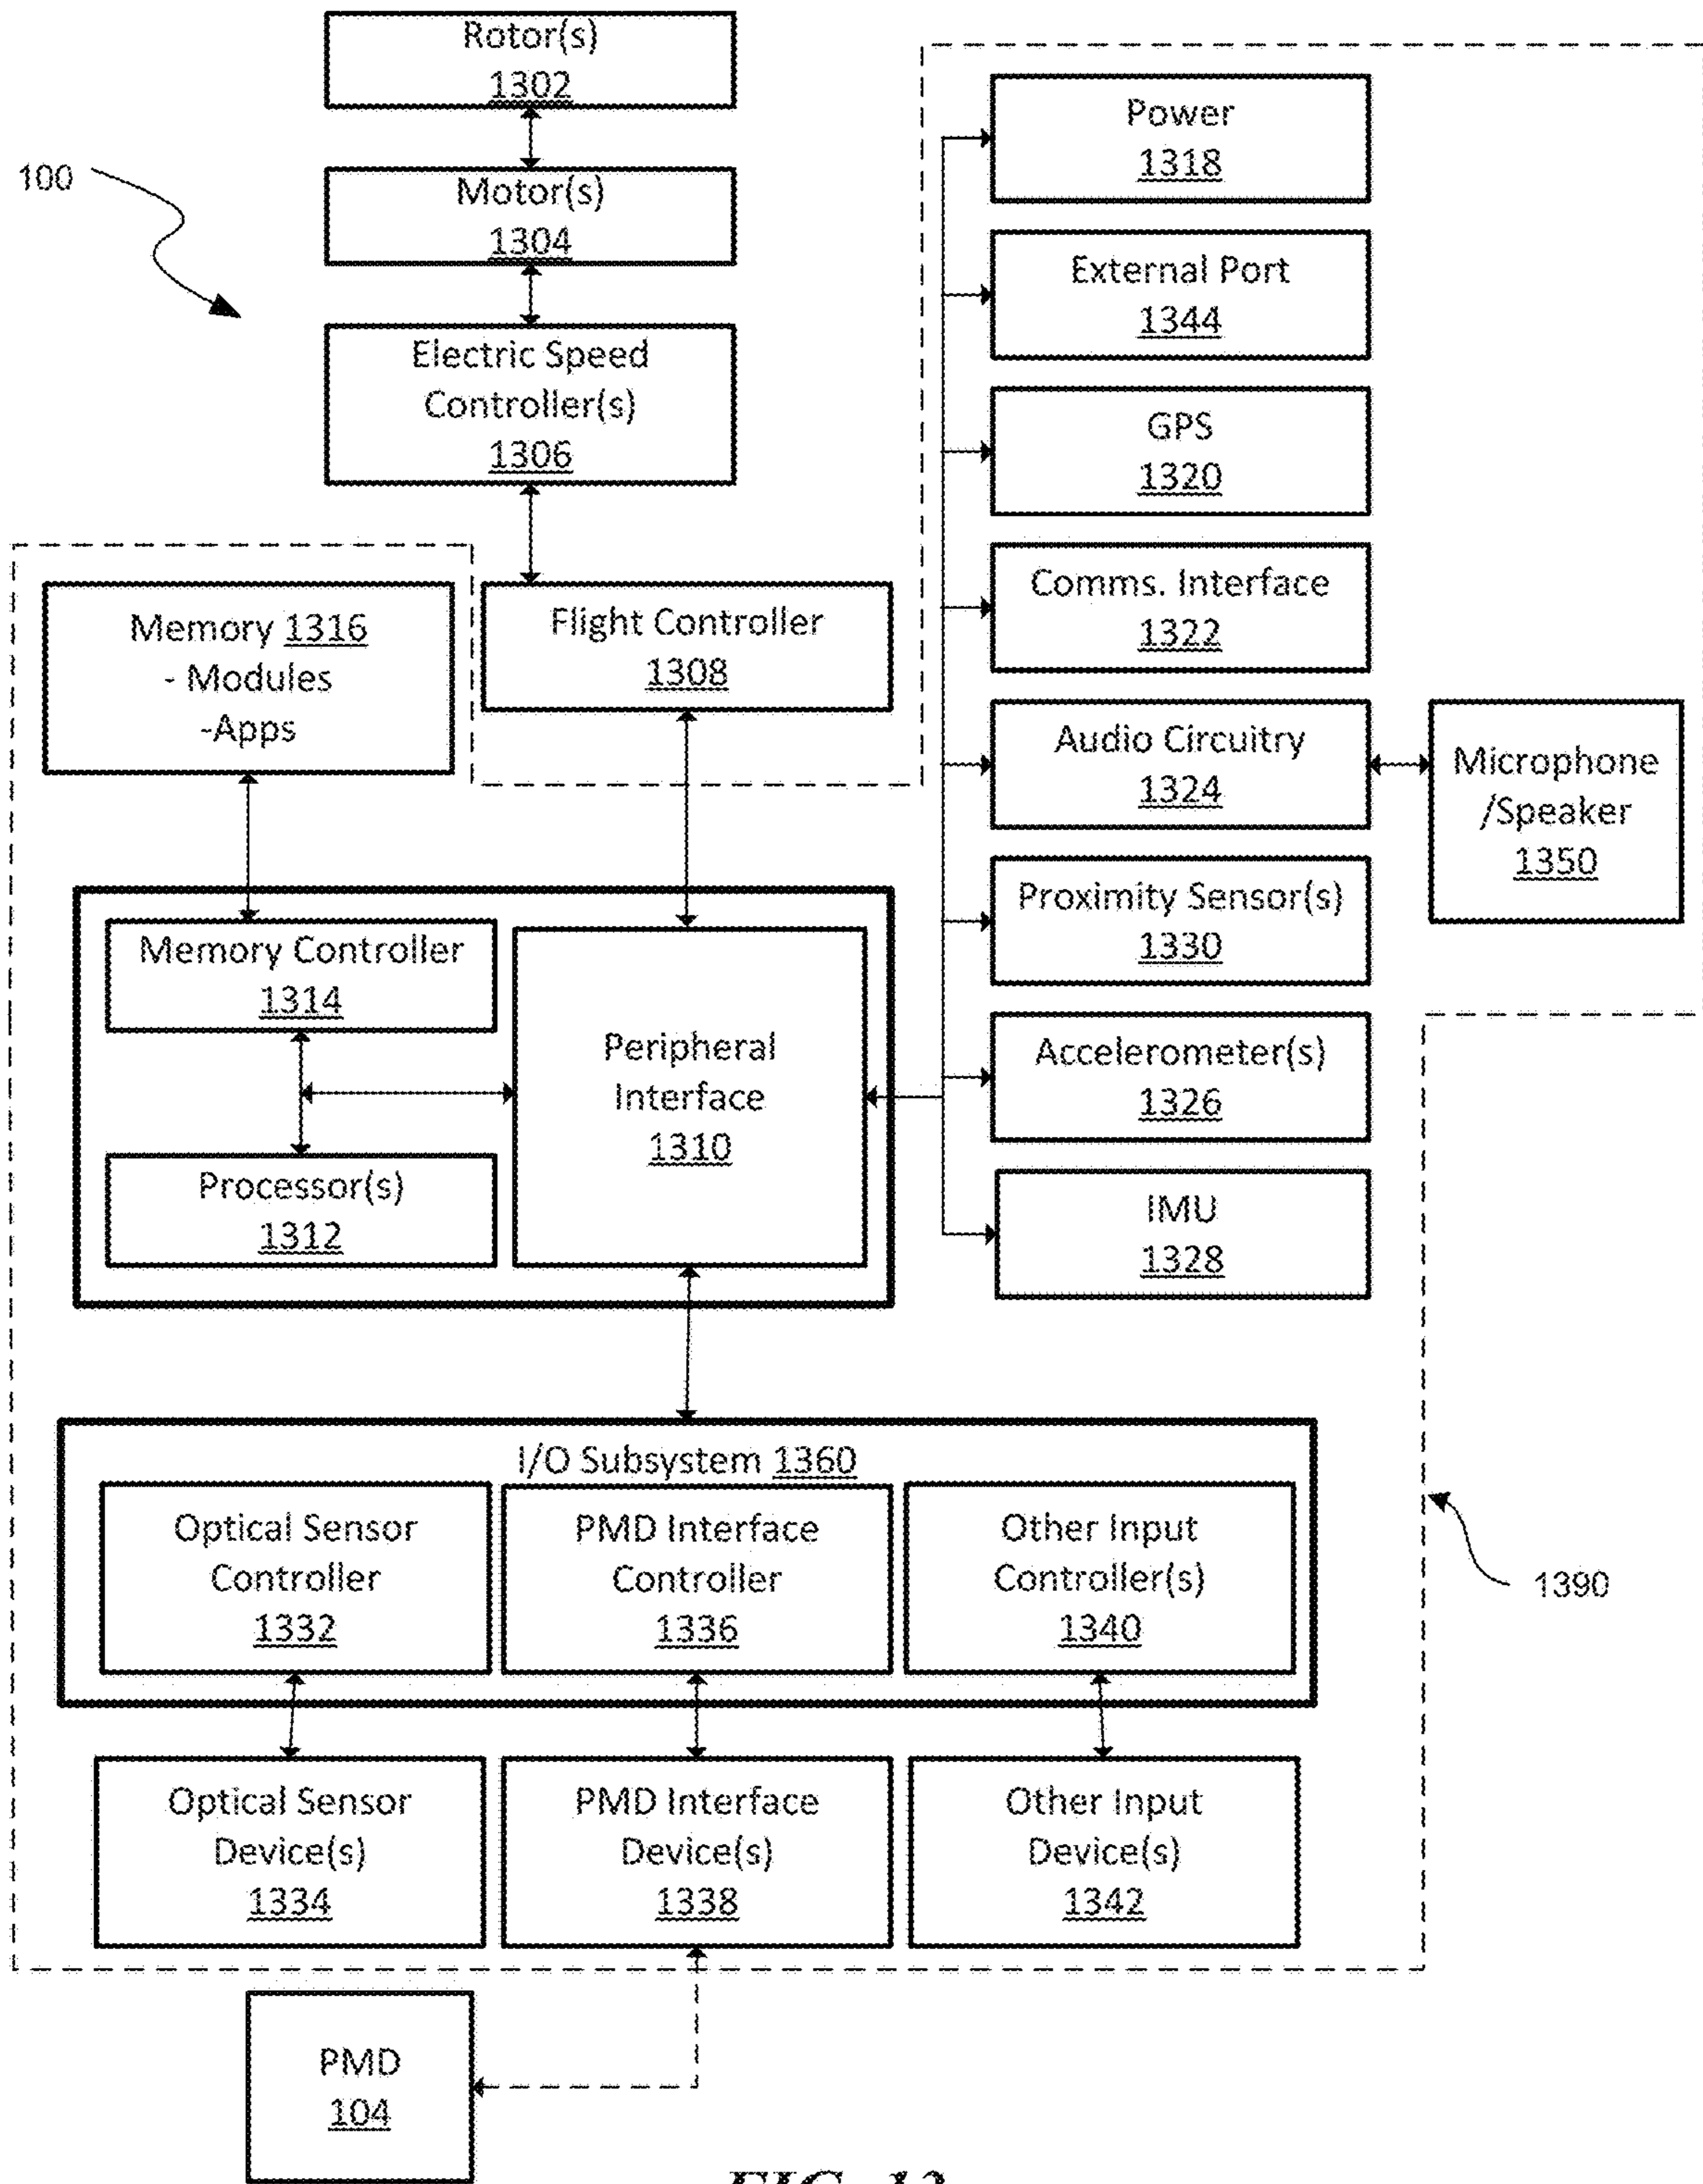 Rotor(s)
1302
100
Motor(s)
1304
Electric Speed
Controller(s)
1306
Flight Controller
1308
Memory 1316
- Modules
-Apps
Power
1318
External Port
1344
GPS
1320
Comms. Interface
1322
Audio Circuitry
1324
Microphone
/Speaker
1350
Proximity Sensor(s)
1330
Accelerometer(s)
1326
IMU
1328
Memory Controller
1314
Processor(s)
1312
Peripheral
Interface
1310
I/O Subsystem 1360
Optical Sensor
Controller
1332
PMD Interface
Controller
1336
Other Input
Controller(s)
1340
1390
Optical Sensor
Device(s)
1334
PMD Interface
Device(s)
1338
Other Input
Device(s)
1342
PMD
104